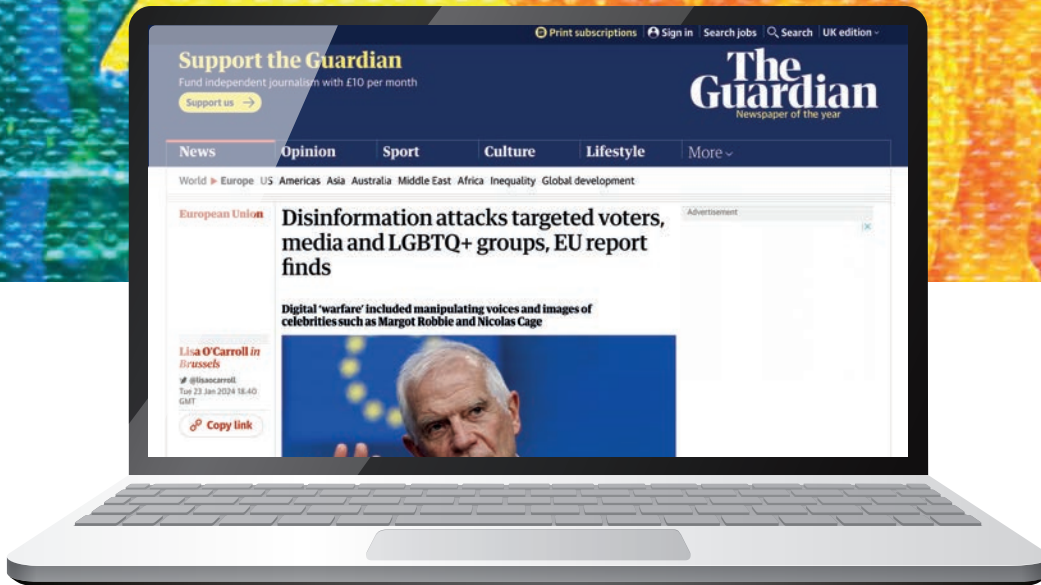 Print subscriptions Sign in Search jobs Search UK edition
Support the Guardian
Fund independent journalism with £10 per month
Support us
The
Guardian
Newspaper of the year
News Opinion Sport Culture Lifestyle More
World Europe US Americas Asia Australia Middle East Africa Inequality Global development
European Union
Disinformation attacks targeted voters,
media and LGBTQ+ groups, EU report
finds
Advertisement
Digital ‘warfare’ included manipulating voices and images of
celebrities such as Margot Robbie and Nicolas Cage
Lisa O'Carroll in
Brussels
@lisaocarroll
Tue 23 Jan 2024 18.40
GMT
Copy link